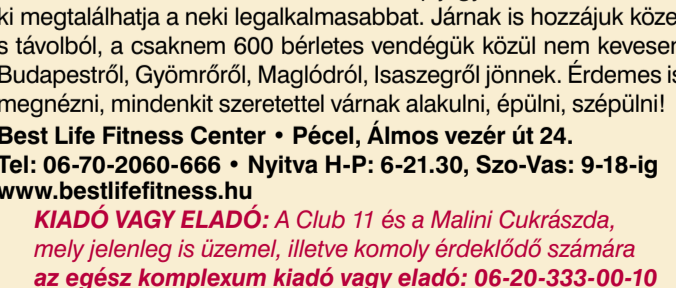 ki megtalálhatja a neki legalkalmasabbat. Járnak is hozzájuk köze
s távolból, a csaknem 600 bérletes vendégük közül nem kevesen
Budapestről, Gyömrőről, Maglódról, Isaszegről jönnek. Érdemes is
megnézni, mindenkit szeretettel várnak alakulni, épülni, szépülni!
Best Life Fitness Center • Pécel, Álmos vezér út 24.
Tel: 06-70-2060-666 • Nyitva H-P: 6-21.30, Szo-Vas: 9-18-ig
www.bestlifefitness.hu
KIADÓ VAGY ELADÓ: A Club 11 és a Malini Cukrászda,
mely jelenleg is üzemel, illetve komoly érdeklődő számára
az egész komplexum kiadó vagy eladó: 06-20-333-00-10